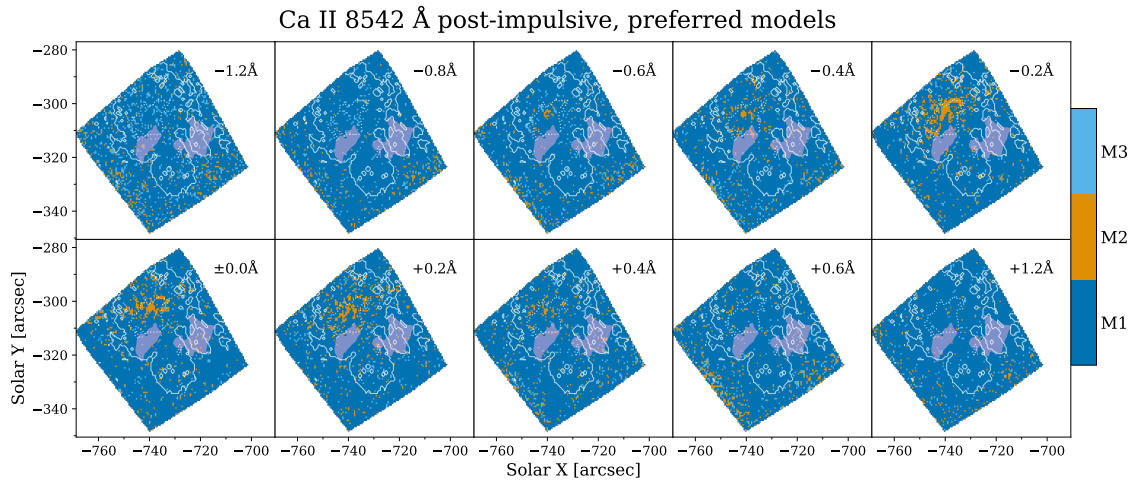 Ca II 8542 Å post-impulsive, preferred models
−280
−300
−320
−340
−1.2Å
−0.8Å
−0.6Å
−0.4Å
−0.2Å
−280
−300
−320
−340
±0.0Å
+0.2Å
+0.4Å
+0.6Å
+1.2Å
M3
M2
M1
Solar Y [arcsec]
−760 −740 −720 −700 −760 −740 −720 −700 −760 −740 −720 −700 −760 −740 −720 −700 −760 −740 −720 −700
Solar X [arcsec]